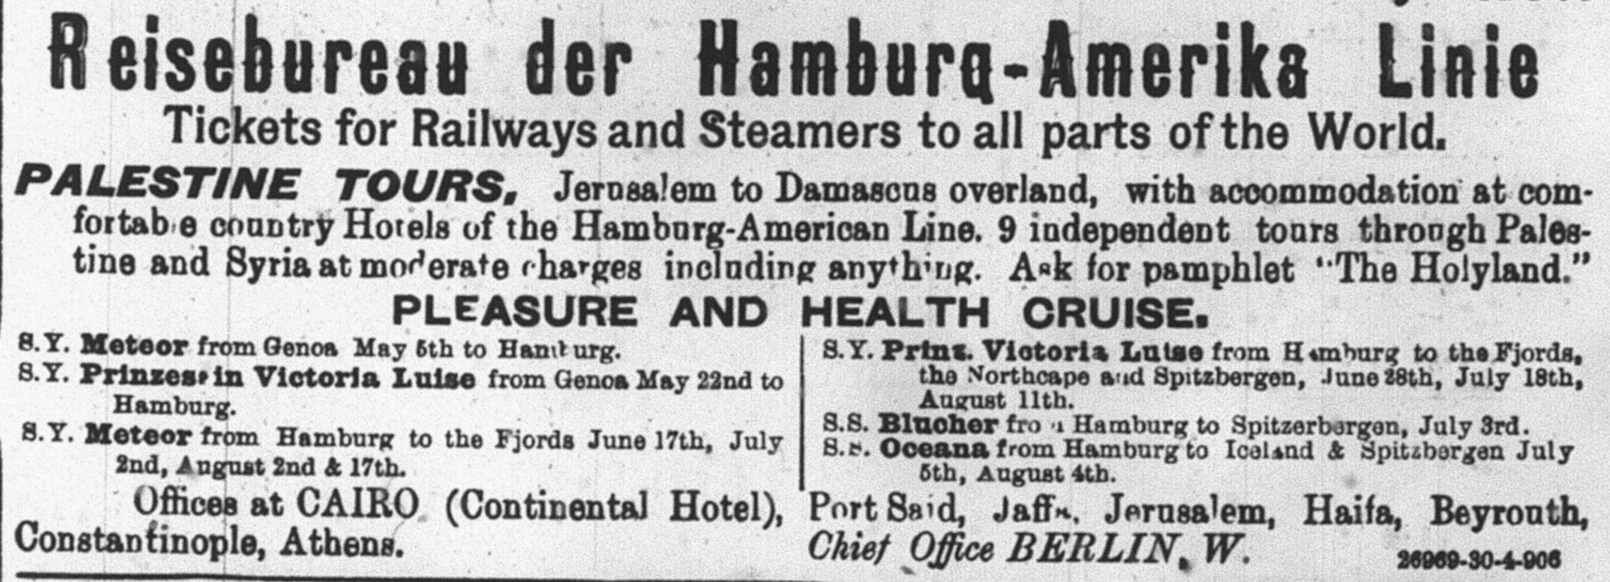 Reisebureau der Hamburg-Amerika Linie
Tickets for Railways and Steamers to all parts of the World.
PALESTINE TOURS, Jerusalem to Damascus overland, with accommodation at com-
fortable country Hotels of the Hamburg-American Line. 9 independent tours through Pales-
tine and Syria at moderate charges including anything. Ask for pamphlet "The Holyland."
PLEASURE AND HEALTH CRUISE.
S.Y. Meteor from Genoa May 5th to Hamburg.
S.Y. Prinzessin Victoria Luise from Genoa May 22nd to
Hamburg.
S.Y. Meteor from Hamburg to the Fjords June 17th, July
2nd, August 2nd & 17th.
S.Y. Prinz. Victoria Luise from Hamburg to the Fjords,
the Northcape and Spitzbergen, June 28th, July 18th,
August 11th.
S.S. Blucher from Hamburg to Spitzerbergen, July 3rd.
S.S. Oceana from Hamburg to Iceland & Spitzbergen July
5th, August 4th.
Offices at CAIRO (Continental Hotel), Port Said, Jaffa, Jerusalem, Haifa, Beyrouth,
Constantinople, Athens. Chief Office BERLIN, W. 26969-30-4-906